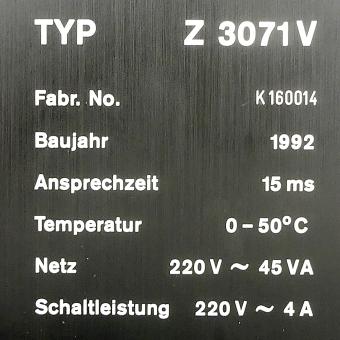 TYP Z 3071 V
Fabr. No. K 160014
Baujahr 1992
Ansprechzeit 15 ms
Temperatur 0 – 50° C
Netz 220 V ~ 45 VA
Schaltleistung 220 V ~ 4 A